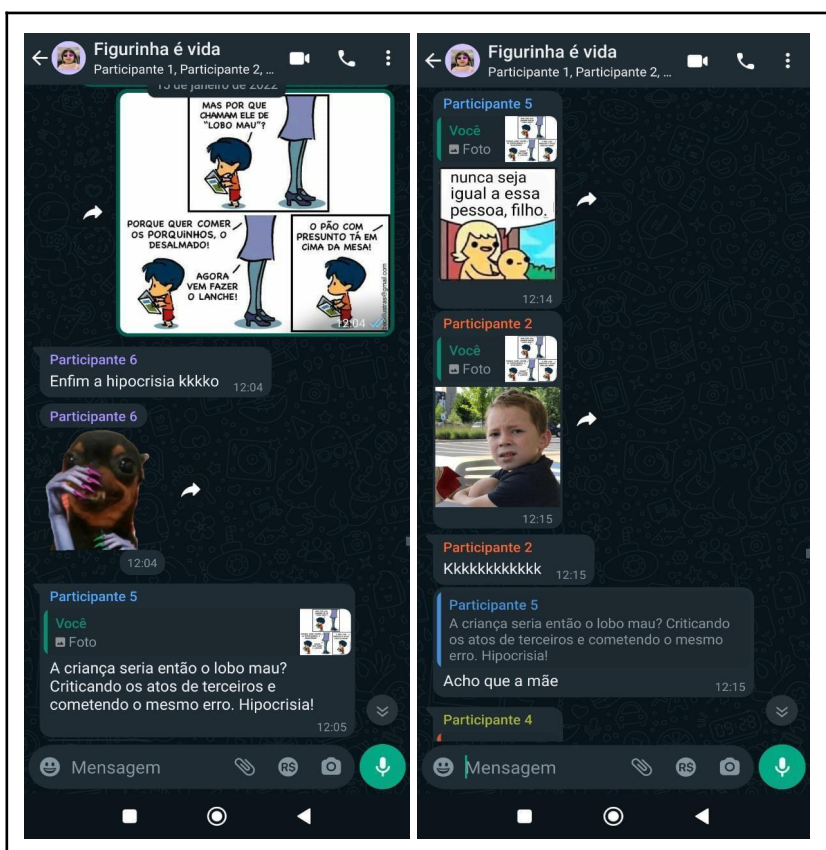 Figurinha é vida
Participante 1, Participante 2, ...
15 de janeiro de 2022
MAS POR QUE
CHAMAM ELE DE
"LOBO MAU"?
PORQUE QUER COMER
OS PORQUINHOS, O
DESALMADO!
AGORA
VEM FAZER
O LANCHE!
O PÃO COM
PRESUNTO TÁ EM
CIMA DA MESA!
12:04
Participante 6
Enfim a hipocrisia kkkko 12:04
Participante 6
12:04
Participante 5
Você
Foto
A criança seria então o lobo mau?
Criticando os atos de terceiros e
cometendo o mesmo erro. Hipocrisia!
12:05
Mensagem
R$
Figurinha é vida
Participante 1, Participante 2, ...
Participante 5
Você
Foto
nunca seja
igual a essa
pessoa, filho.
12:14
Participante 2
Você
Foto
12:15
Participante 2
Kkkkkkkkkkkk 12:15
Participante 5
A criança seria então o lobo mau? Criticando
os atos de terceiros e cometendo o mesmo
erro. Hipocrisia!
Acho que a mãe
12:15
Participante 4
Mensagem
R$